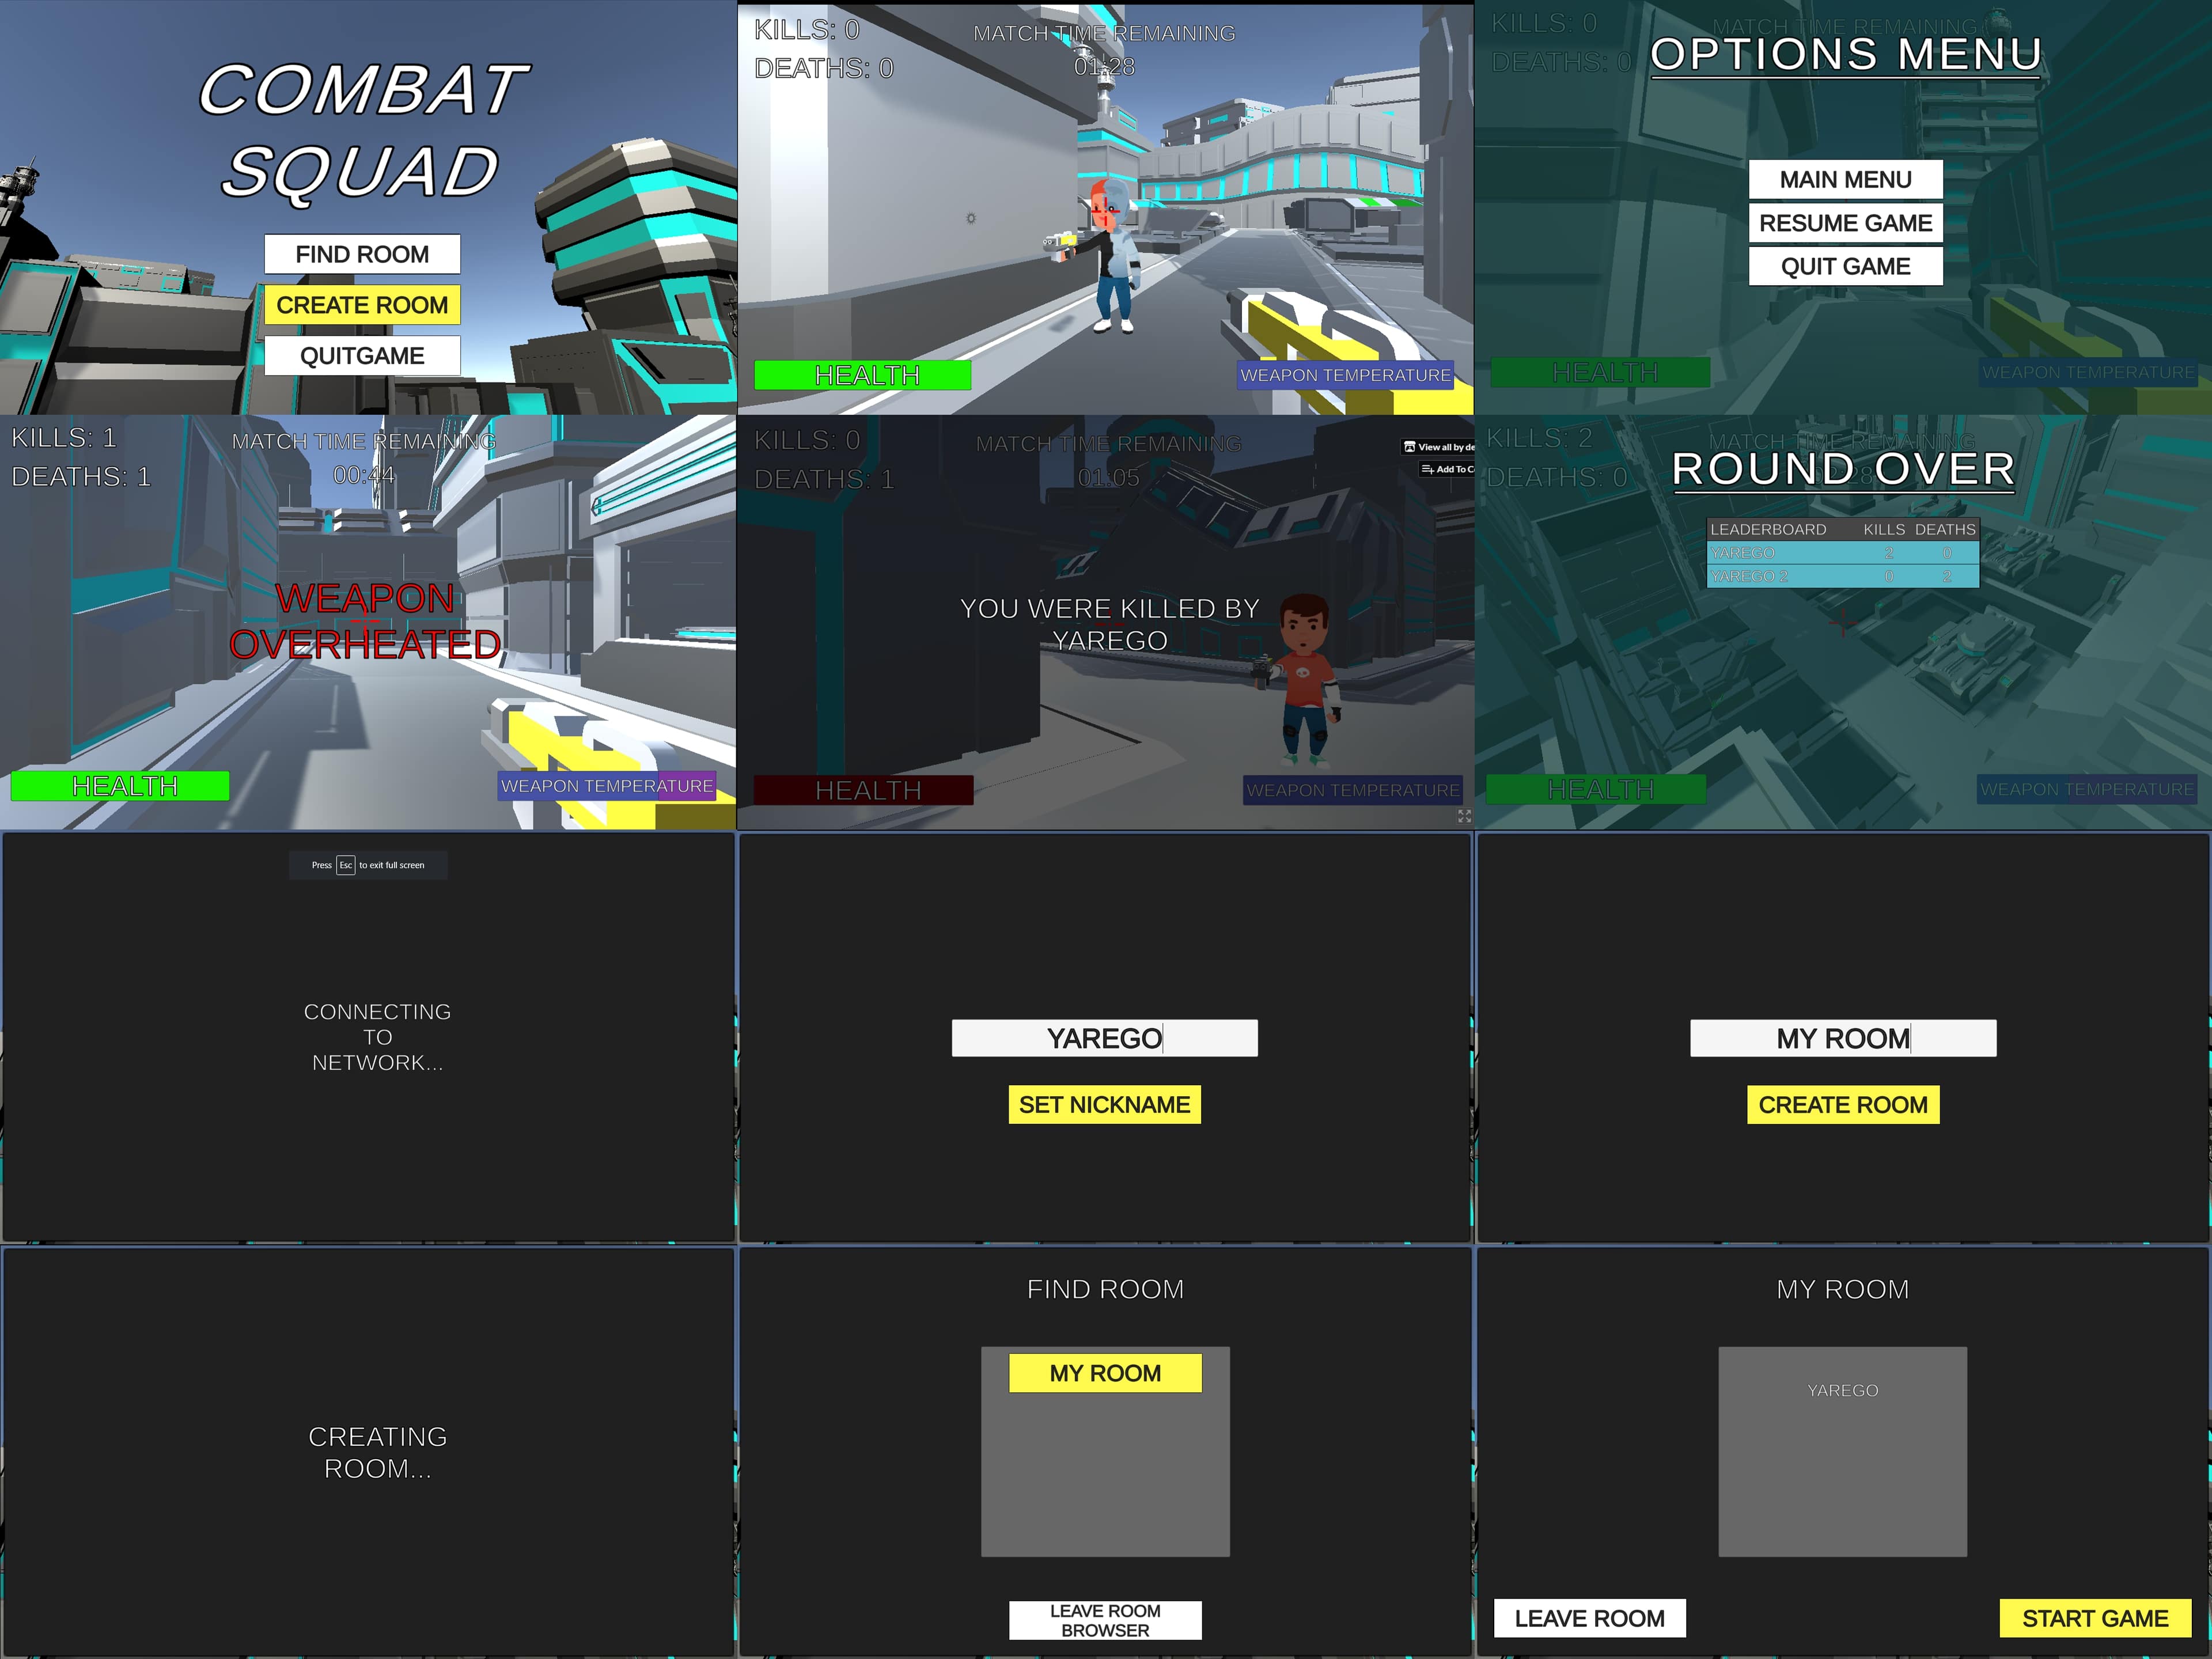 COMBAT
SQUAD
FIND ROOM
CREATE ROOM
QUITGAME
KILLS: 0
DEATHS: 0
MATCH TIME REMAINING
01:28
HEALTH
WEAPON TEMPERATURE
KILLS: 0
DEATHS: 0
MATCH TIME REMAINING
OPTIONS MENU
MAIN MENU
RESUME GAME
QUIT GAME
HEALTH
WEAPON TEMPERATURE
KILLS: 1
DEATHS: 1
MATCH TIME REMAINING
00:44
WEAPON
OVERHEATED
HEALTH
WEAPON TEMPERATURE
KILLS: 0
DEATHS: 1
MATCH TIME REMAINING
01:05
View all by de
Add To C
YOU WERE KILLED BY
YAREGO
HEALTH
WEAPON TEMPERATURE
KILLS: 2
DEATHS: 0
MATCH TIME REMAINING
ROUND OVER
LEADERBOARD KILLS DEATHS
YAREGO 2 0
YAREGO 2 0 2
HEALTH
WEAPON TEMPERATURE
Press Esc to exit full screen
CONNECTING
TO
NETWORK...
YAREGO
SET NICKNAME
MY ROOM
CREATE ROOM
CREATING
ROOM...
FIND ROOM
MY ROOM
LEAVE ROOM
BROWSER
MY ROOM
YAREGO
LEAVE ROOM
START GAME